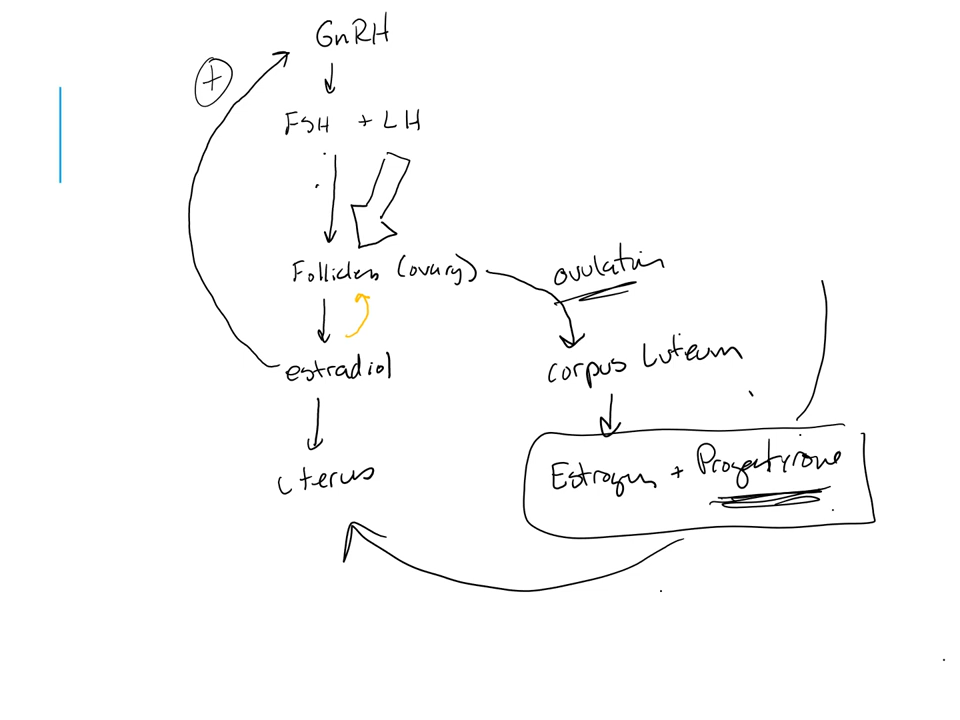 GnRH
+
FSH + LH
Follicles (ovary)
ovulation
corpus Luteum
estradiol
Estrogen + Progesterone
uterus